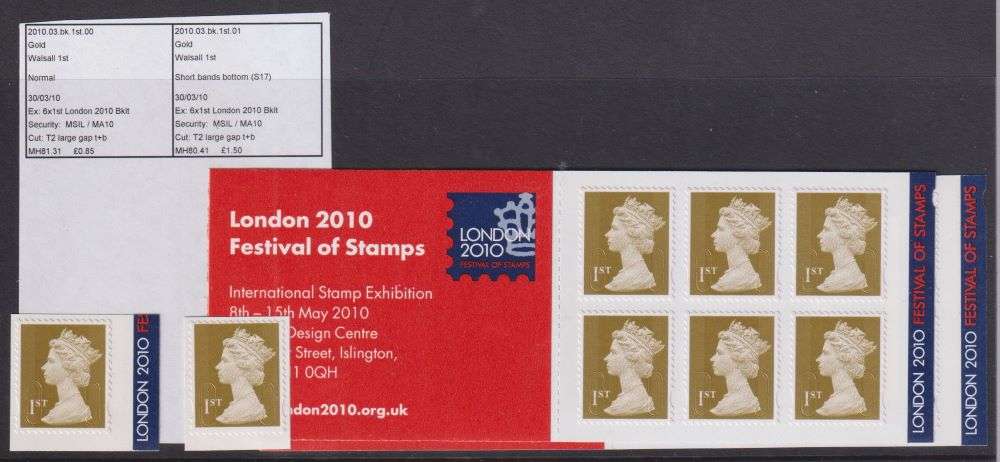 2010.03.bk.1st.00
Gold
Walsall 1st
Normal
30/03/10
Ex: 6x1st London 2010 Bklt
Security: MSIL / MA10
Cut: T2 large gap t+b
MH81.31 £0.85
2010.03.bk.1st.01
Gold
Walsall 1st
Short bands bottom (S17)
30/03/10
Ex: 6x1st London 2010 Bklt
Security: MSIL / MA10
Cut: T2 large gap t+b
MH80.41 £1.50
London 2010
Festival of Stamps
International Stamp Exhibition
8th – 15th May 2010
Design Centre
Street, Islington,
1 0QH
ndon2010.org.uk
LONDON
2010
FESTIVAL OF STAMPS
1ST
1ST
1ST
1ST
1ST
1ST
LONDON 2010 FESTIVAL OF STAMPS
LONDON 2010 FESTIVAL OF STAMPS
1ST
LONDON 2010 FE
1ST